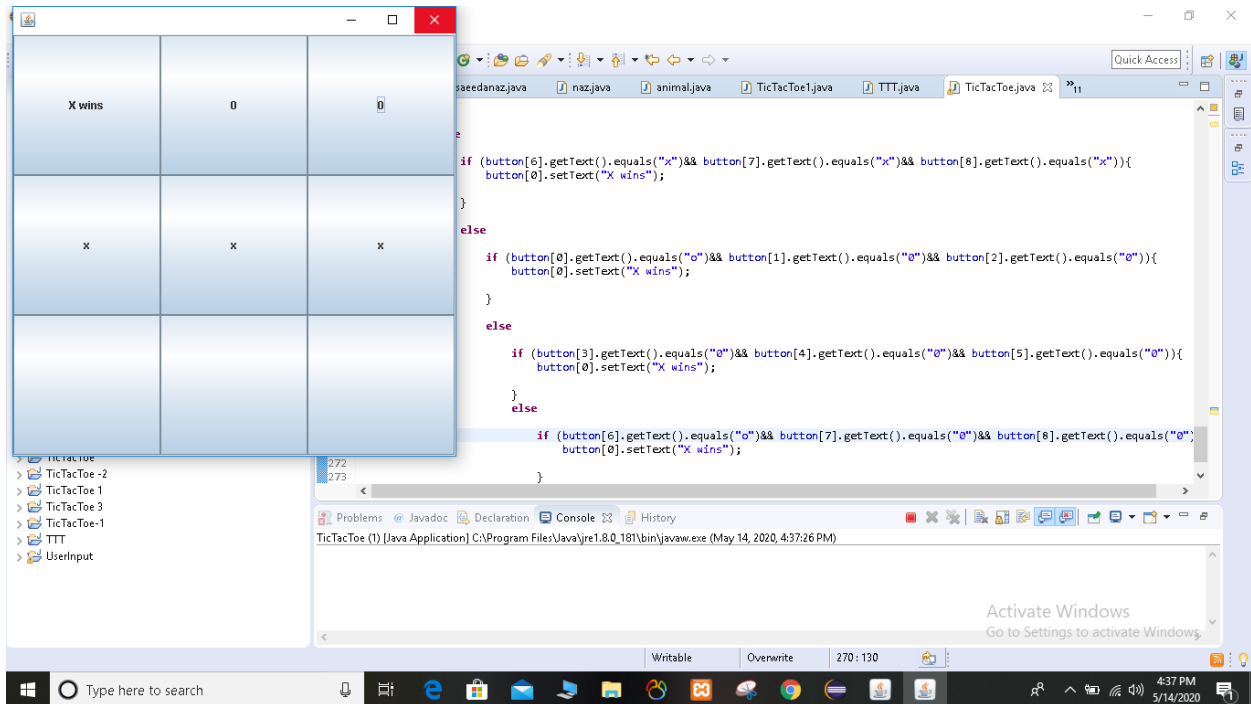 Quick Access
saeedanaz.java naz.java animal.java TicTacToe1.java TTT.java TicTacToe.java »11
X wins 0 0
x x x
if (button[6].getText().equals("x")&& button[7].getText().equals("x")&& button[8].getText().equals("x")){
button[0].setText("X wins");
}
else
if (button[0].getText().equals("o")&& button[1].getText().equals("0")&& button[2].getText().equals("0")){
button[0].setText("X wins");
}
else
if (button[3].getText().equals("0")&& button[4].getText().equals("0")&& button[5].getText().equals("0")){
button[0].setText("X wins");
}
else
if (button[6].getText().equals("o")&& button[7].getText().equals("0")&& button[8].getText().equals("0")
button[0].setText("X wins");
272
273 }
TicTacToe
TicTacToe -2
TicTacToe 1
TicTacToe 3
TicTacToe-1
TTT
UserInput
Problems @ Javadoc Declaration Console History
TicTacToe (1) [Java Application] C:\Program Files\Java\jre1.8.0_181\bin\javaw.exe (May 14, 2020, 4:37:26 PM)
Activate Windows
Go to Settings to activate Windows.
Writable Overwrite 270 : 130
Type here to search
4:37 PM
5/14/2020
1